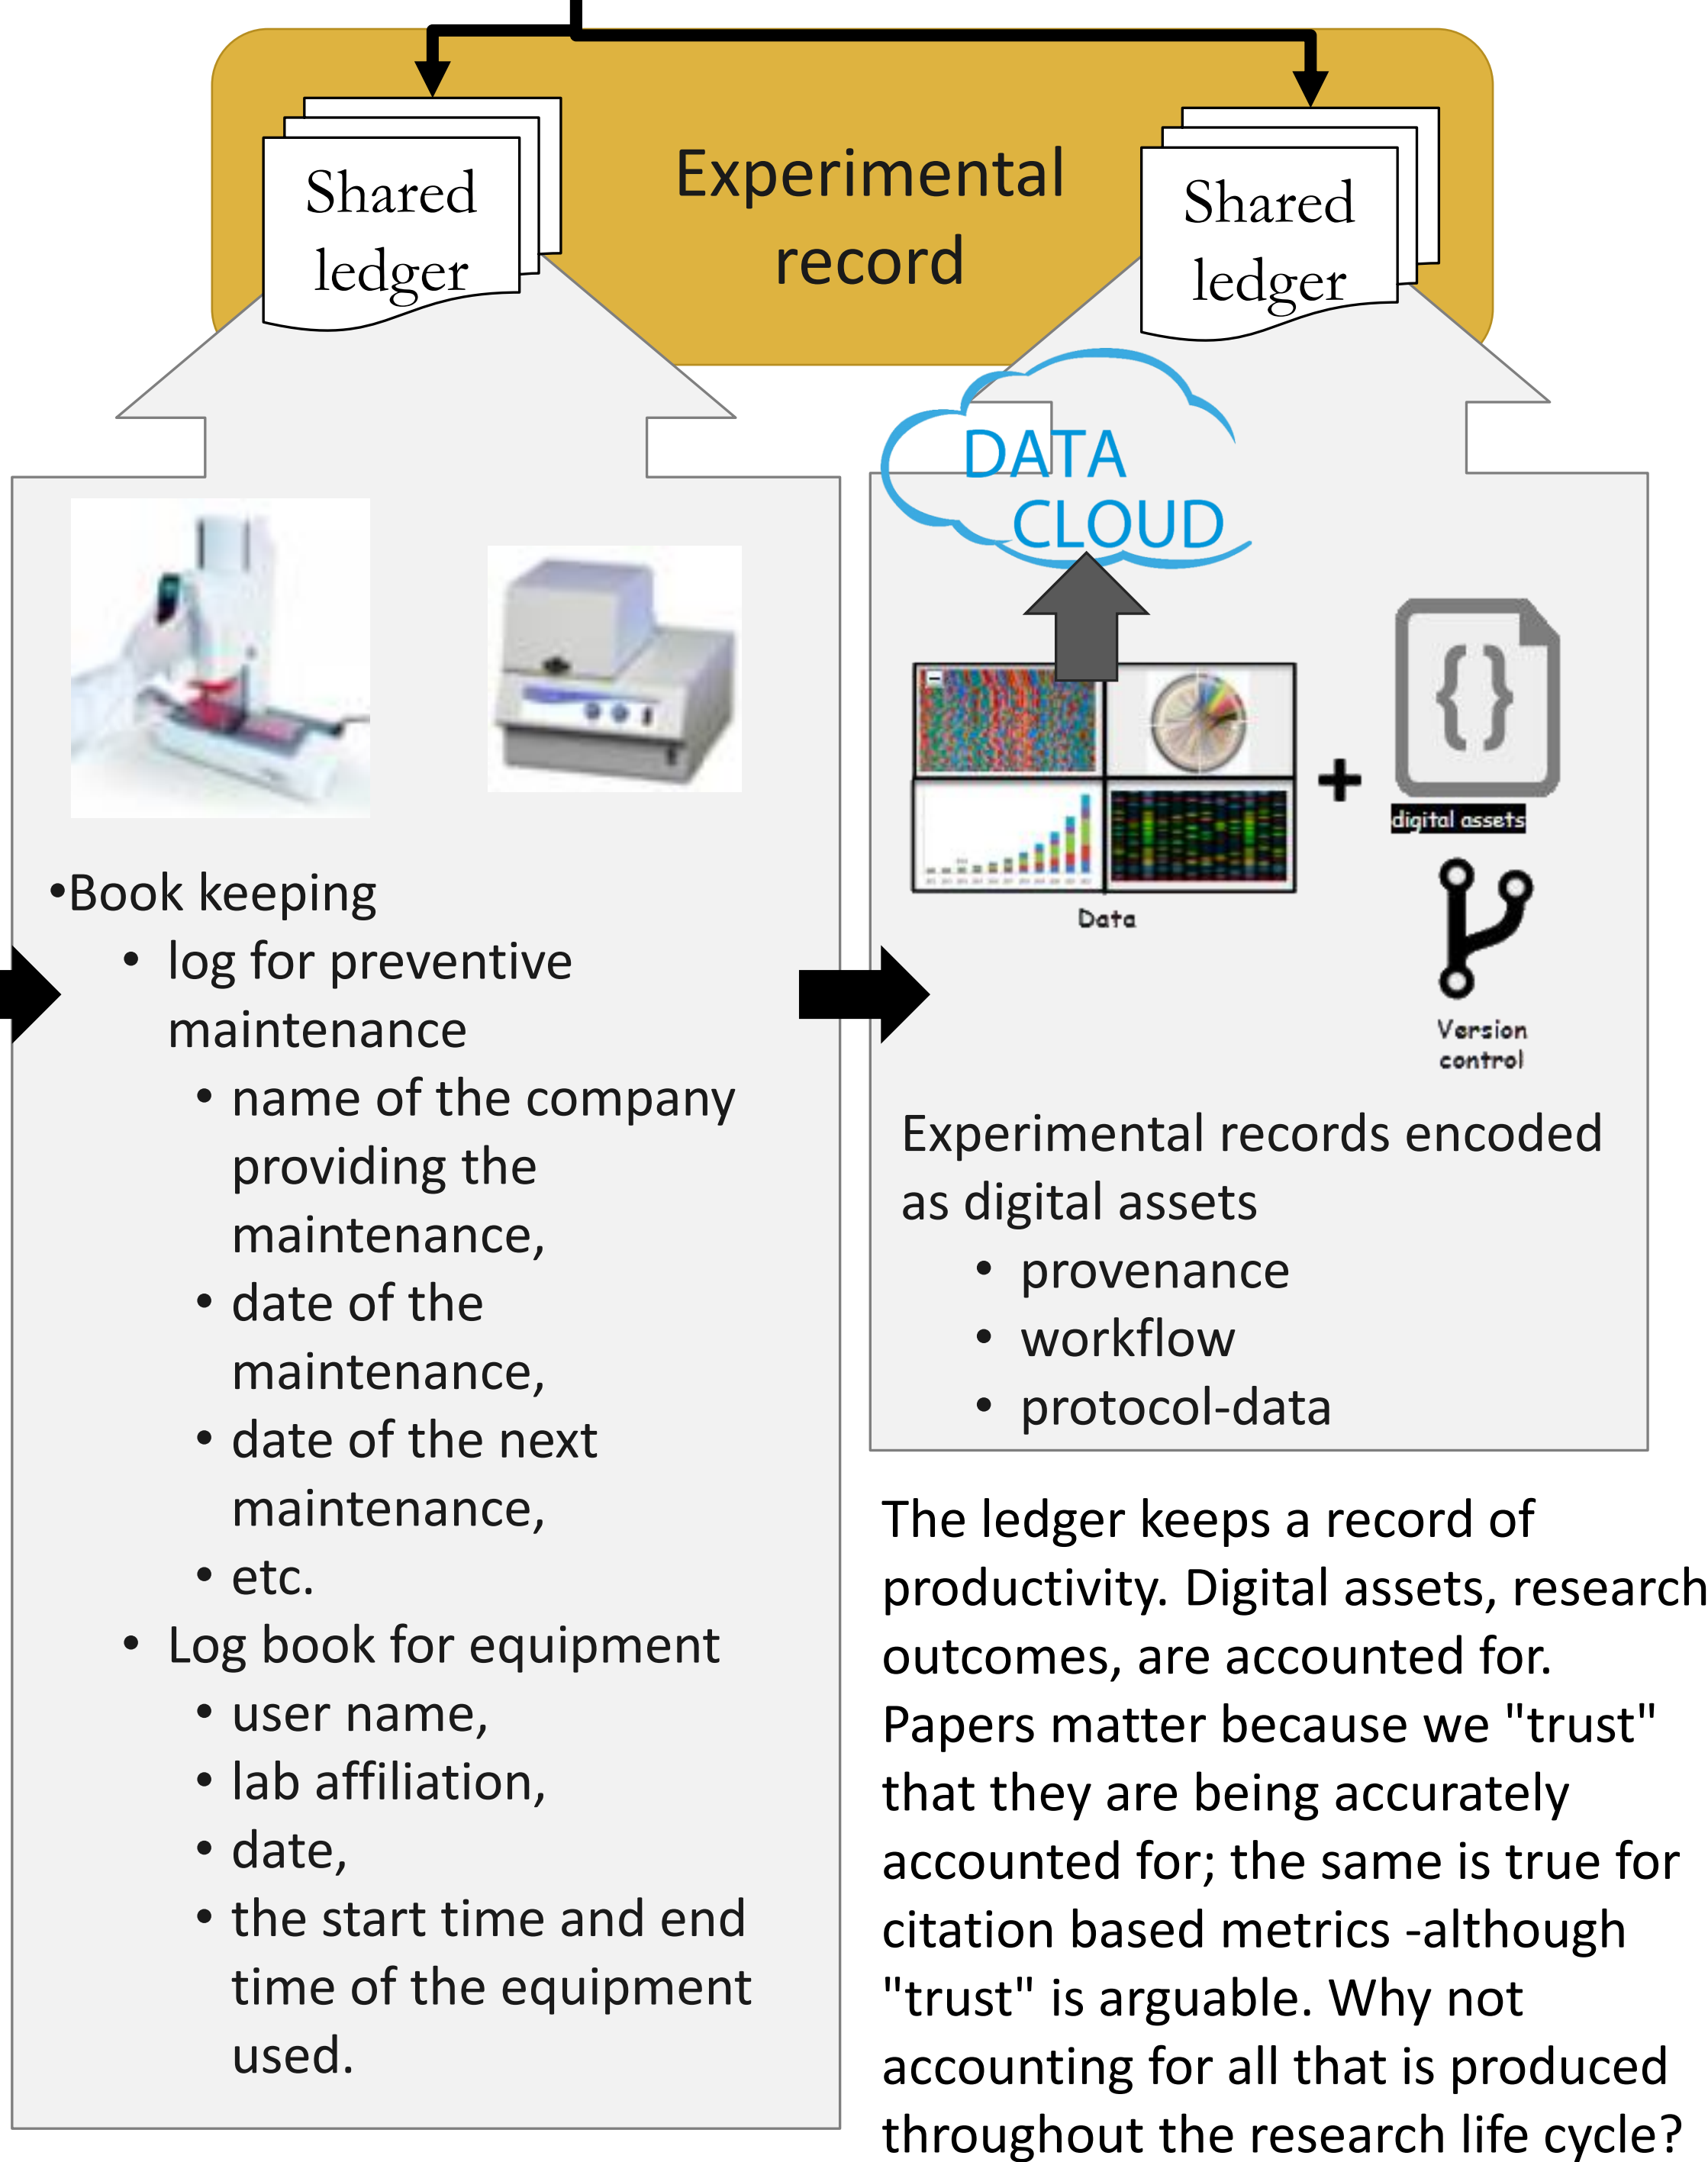 Shared
ledger
Experimental
record
Shared
ledger
DATA
CLOUD
digital assets
Data
Version
control
•Book keeping
• log for preventive
maintenance
• name of the company
providing the
maintenance,
• date of the
maintenance,
• date of the next
maintenance,
• etc.
• Log book for equipment
• user name,
• lab affiliation,
• date,
• the start time and end
time of the equipment
used.
Experimental records encoded
as digital assets
• provenance
• workflow
• protocol-data
The ledger keeps a record of
productivity. Digital assets, research
outcomes, are accounted for.
Papers matter because we "trust"
that they are being accurately
accounted for; the same is true for
citation based metrics -although
"trust" is arguable. Why not
accounting for all that is produced
throughout the research life cycle?